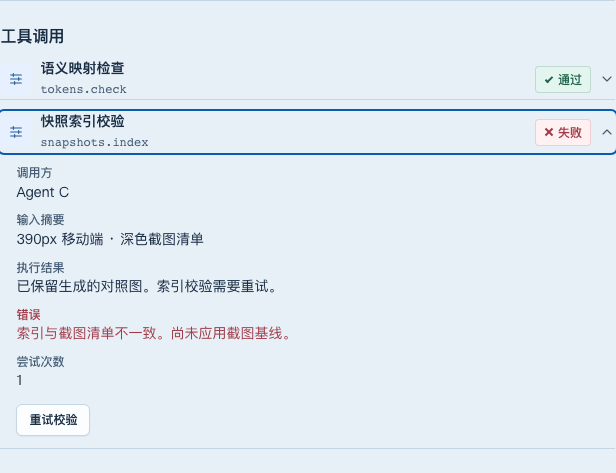 工具调用
语义映射检查
tokens.check
通过
快照索引校验
snapshots.index
失败
调用方
Agent C
输入摘要
390px 移动端 · 深色截图清单
执行结果
已保留生成的对照图。索引校验需要重试。
错误
索引与截图清单不一致。尚未应用截图基线。
尝试次数
1
重试校验